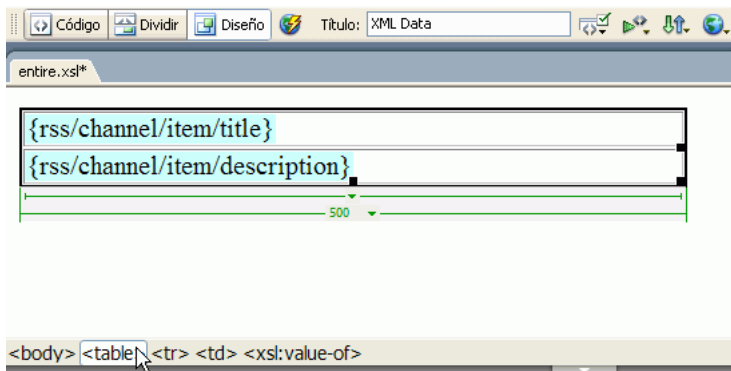 Código Dividir Diseño Título: XML Data
entire.xsl*
{rss/channel/item/title}
{rss/channel/item/description}
500
<body> <table> <tr> <td> <xsl:value-of>